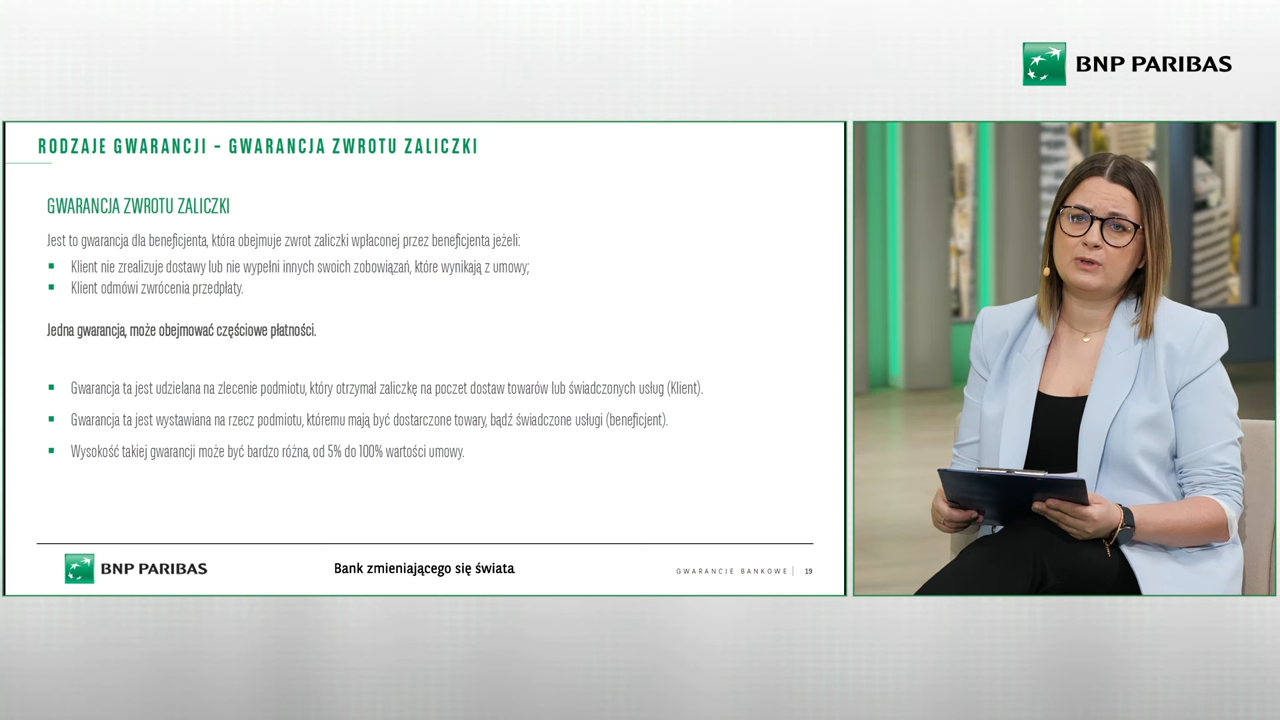 BNP PARIBAS
RODZAJE GWARANCJI – GWARANCJA ZWROTU ZALICZKI
GWARANCJA ZWROTU ZALICZKI
Jest to gwarancja dla beneficjenta, która obejmuje zwrot zaliczki wpłaconej przez beneficjenta jeżeli:
▪ Klient nie zrealizuje dostawy lub nie wypełni innych swoich zobowiązań, które wynikają z umowy;
▪ Klient odmówi zwrócenia przedpłaty.
Jedna gwarancja, może obejmować częściowe płatności.
▪ Gwarancja ta jest udzielana na zlecenie podmiotu, który otrzymał zaliczkę na poczet dostaw towarów lub świadczonych usług (Klient).
▪ Gwarancja ta jest wystawiana na rzecz podmiotu, któremu mają być dostarczone towary, bądź świadczone usługi (beneficjent).
▪ Wysokość takiej gwarancji może być bardzo różna, od 5% do 100% wartości umowy.
BNP PARIBAS
Bank zmieniającego się świata
GWARANCJE BANKOWE | 19